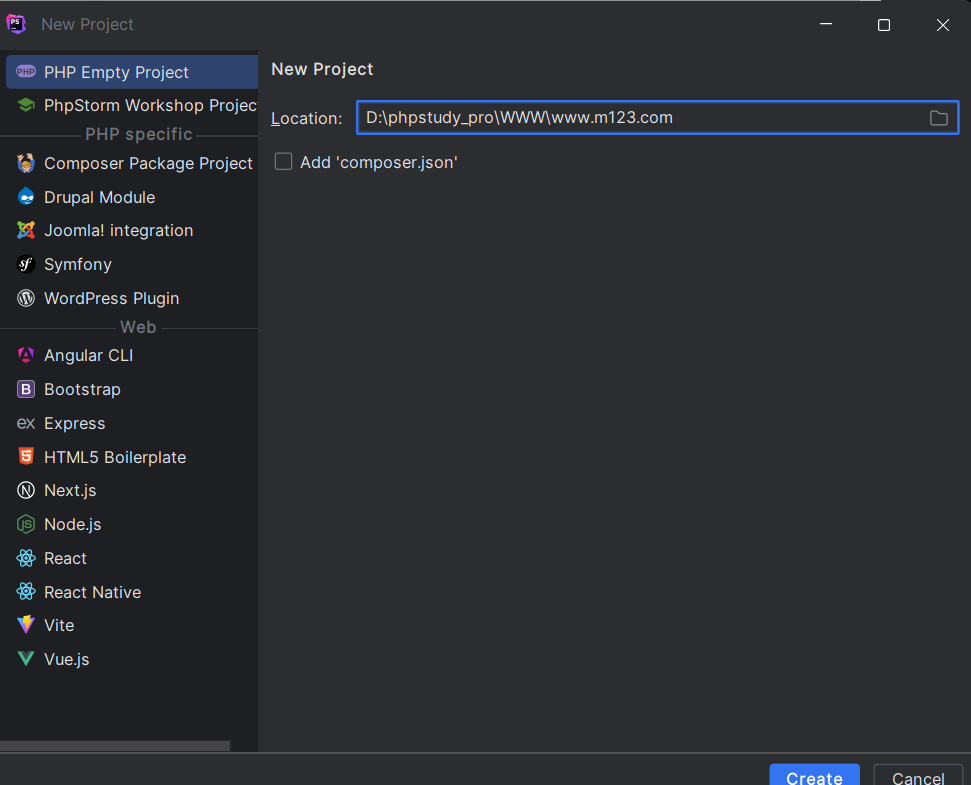 New Project
PHP Empty Project
PhpStorm Workshop Projec
PHP specific
Composer Package Project
Drupal Module
Joomla! integration
Symfony
WordPress Plugin
Web
Angular CLI
Bootstrap
Express
HTML5 Boilerplate
Next.js
Node.js
React
React Native
Vite
Vue.js
New Project
Location: D:\phpstudy_pro\WWW\www.m123.com
Add 'composer.json'
Create Cancel